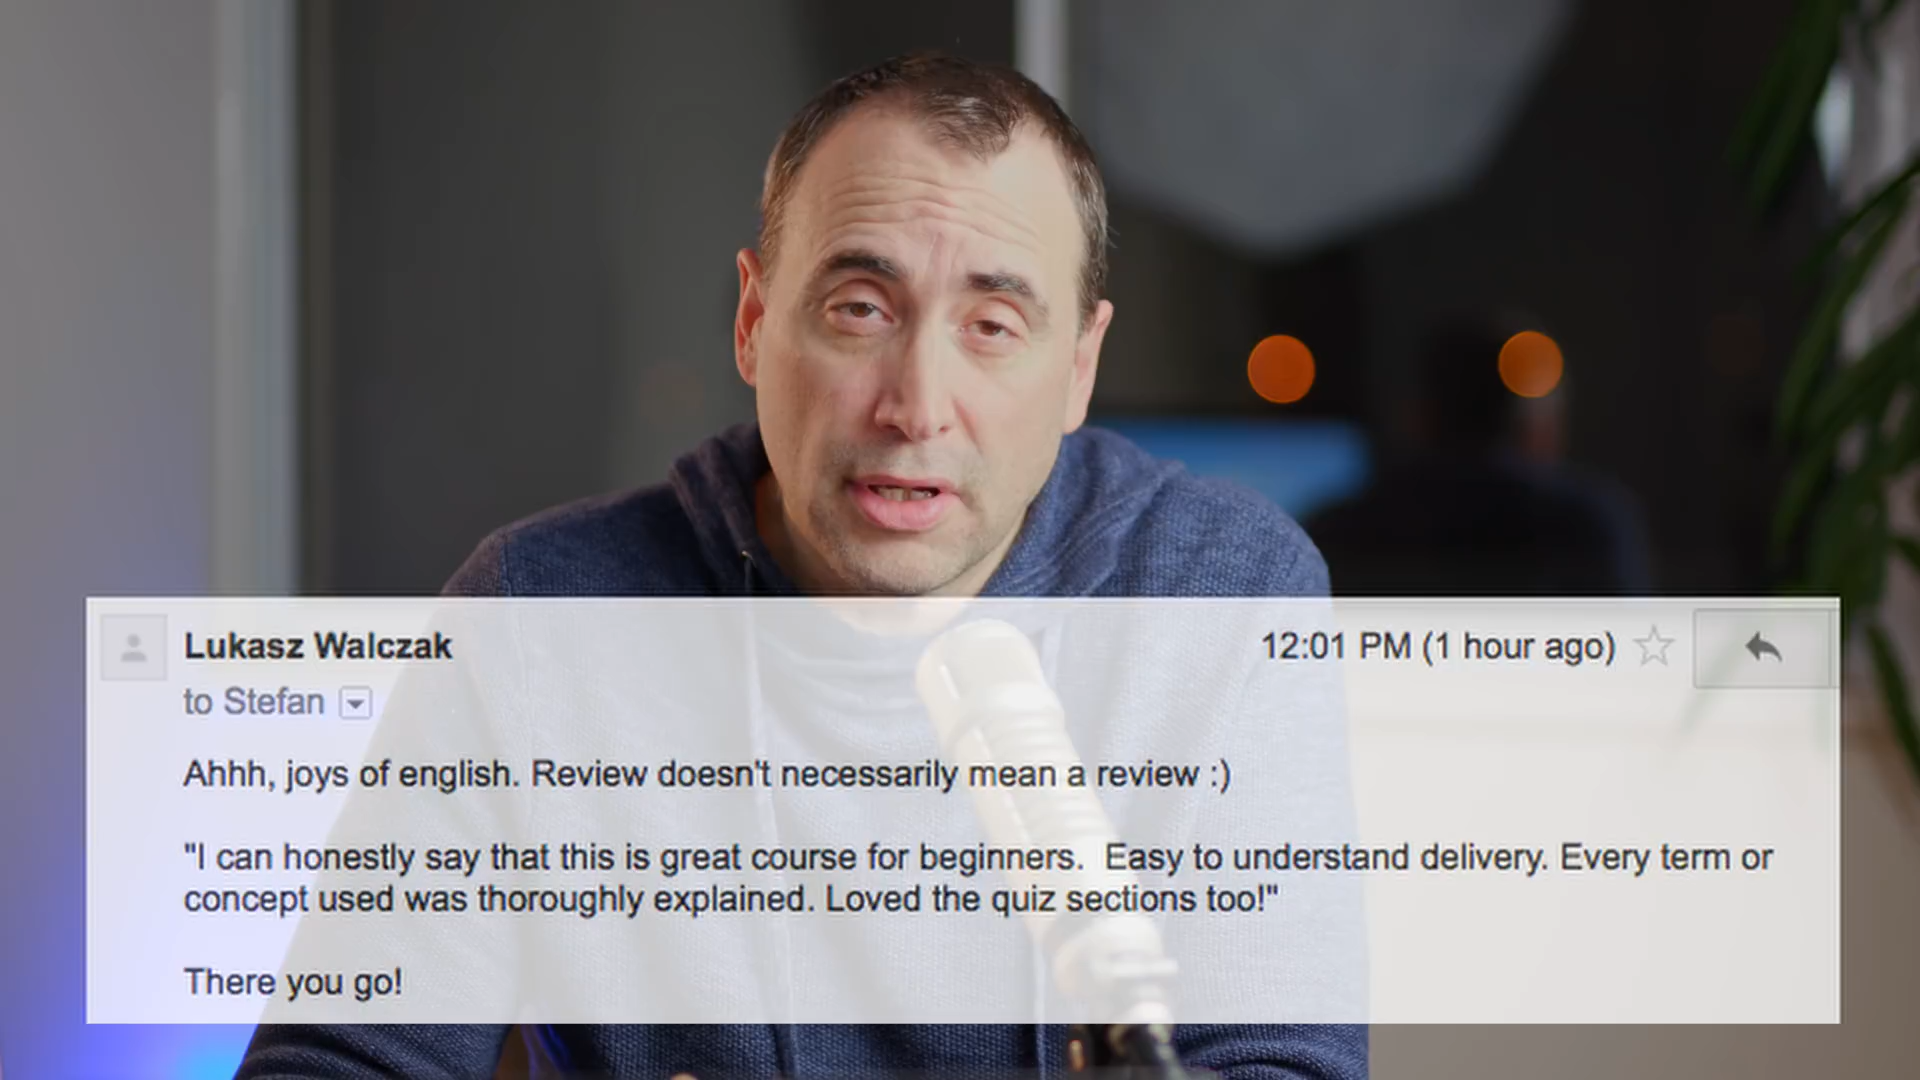 Lukasz Walczak
12:01 PM (1 hour ago)
to Stefan
Ahhh, joys of english. Review doesn't necessarily mean a review :)
"I can honestly say that this is great course for beginners.  Easy to understand delivery. Every term or
concept used was thoroughly explained. Loved the quiz sections too!"
There you go!